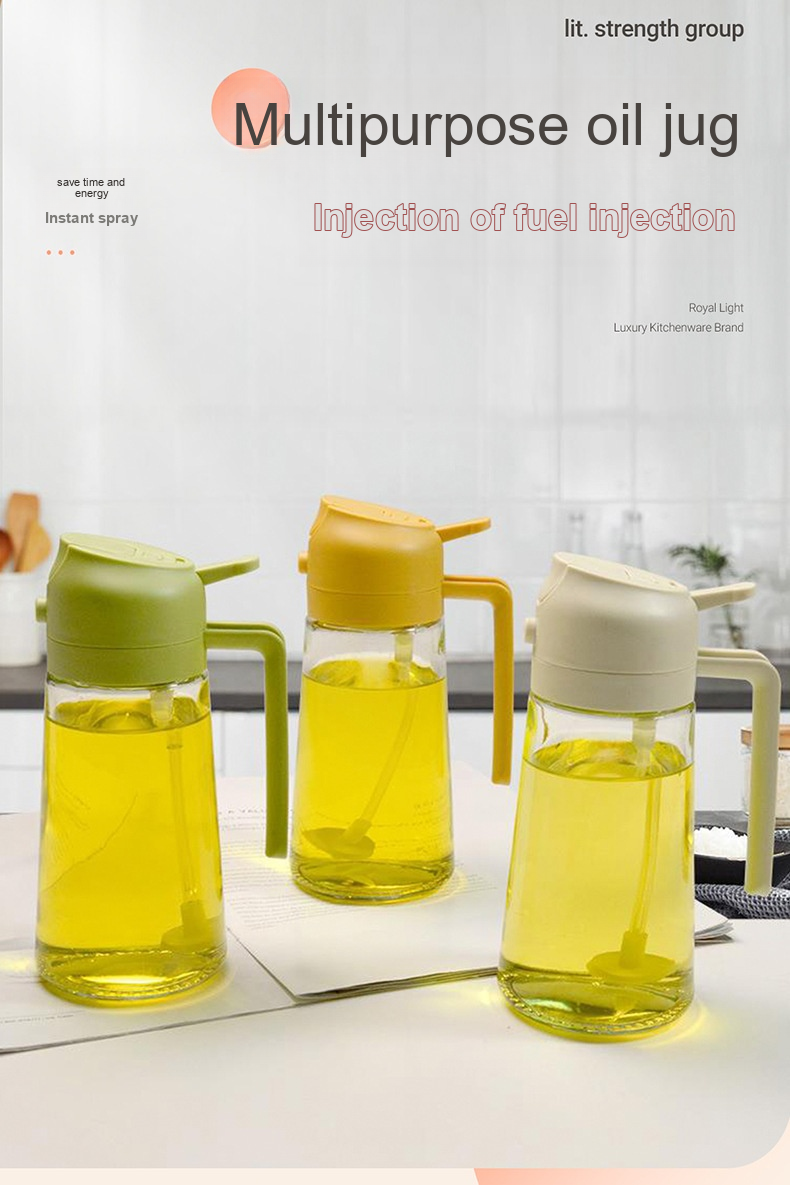 lit. strength group
Multipurpose oil jug
save time and
energy
Instant spray
Injection of fuel injection
Royal Light
Luxury Kitchenware Brand